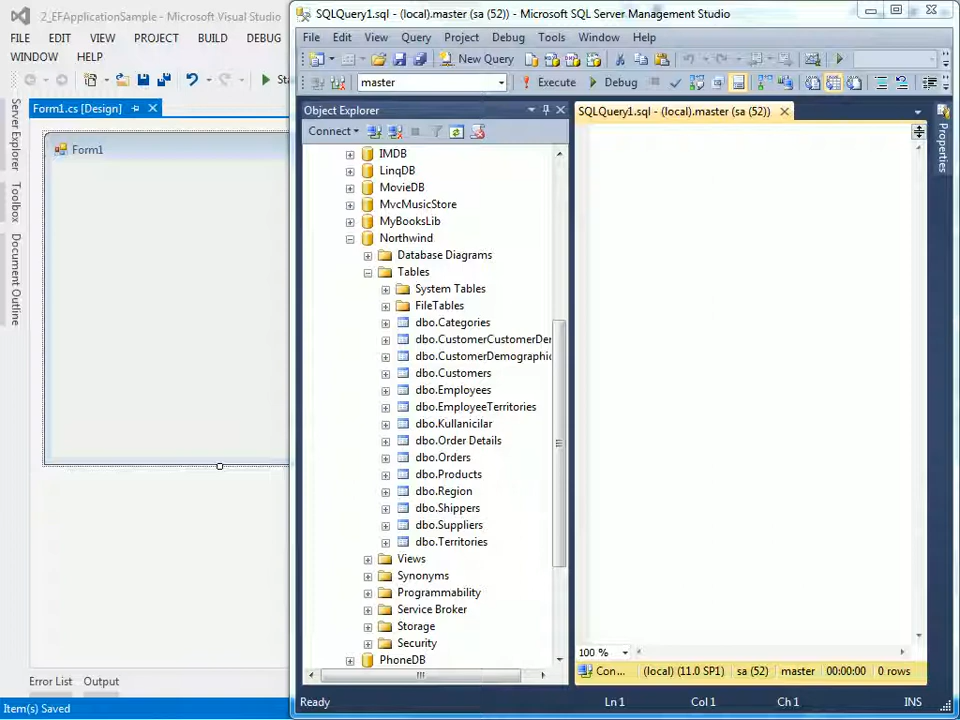 2_EFApplicationSample - Microsoft Visual Studio
FILE EDIT VIEW PROJECT BUILD DEBUG
WINDOW HELP
Form1.cs [Design]
Server Explorer
Toolbox
Document Outline
Form1
Error List Output
Item(s) Saved
SQLQuery1.sql - (local).master (sa (52)) - Microsoft SQL Server Management Studio
File Edit View Query Project Debug Tools Window Help
New Query
master Execute Debug
Object Explorer
Connect
IMDB
LinqDB
MovieDB
MvcMusicStore
MyBooksLib
Northwind
Database Diagrams
Tables
System Tables
FileTables
dbo.Categories
dbo.CustomerCustomerDer
dbo.CustomerDemographic
dbo.Customers
dbo.Employees
dbo.EmployeeTerritories
dbo.Kullanicilar
dbo.Order Details
dbo.Orders
dbo.Products
dbo.Region
dbo.Shippers
dbo.Suppliers
dbo.Territories
Views
Synonyms
Programmability
Service Broker
Storage
Security
PhoneDB
SQLQuery1.sql - (local).master (sa (52))
Properties
100 %
Con... (local) (11.0 SP1) sa (52) master 00:00:00 0 rows
Ready Ln 1 Col 1 Ch 1 INS